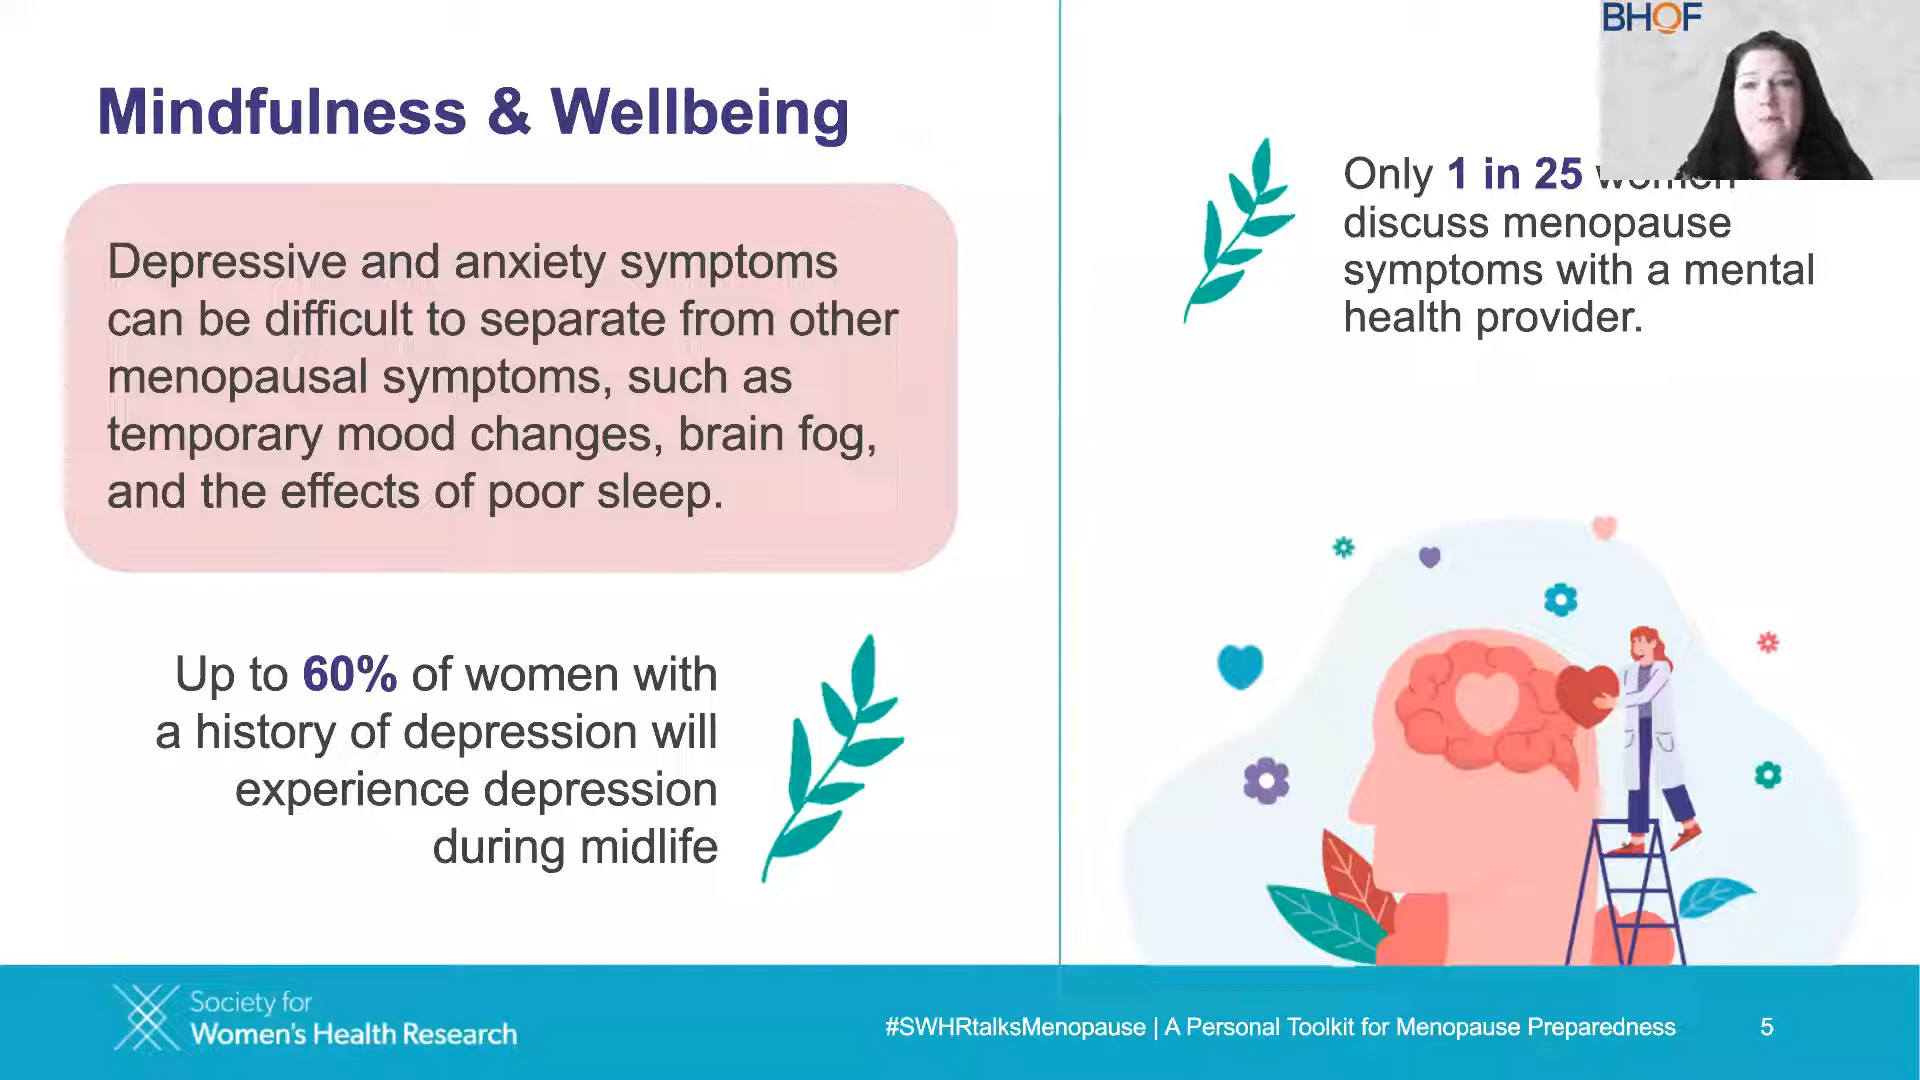 BHOF
Mindfulness & Wellbeing
Depressive and anxiety symptoms
can be difficult to separate from other
menopausal symptoms, such as
temporary mood changes, brain fog,
and the effects of poor sleep.
Up to 60% of women with
a history of depression will
experience depression
during midlife
Only 1 in 25 women
discuss menopause
symptoms with a mental
health provider.
Society for
Women's Health Research
#SWHRtalksMenopause | A Personal Toolkit for Menopause Preparedness
5